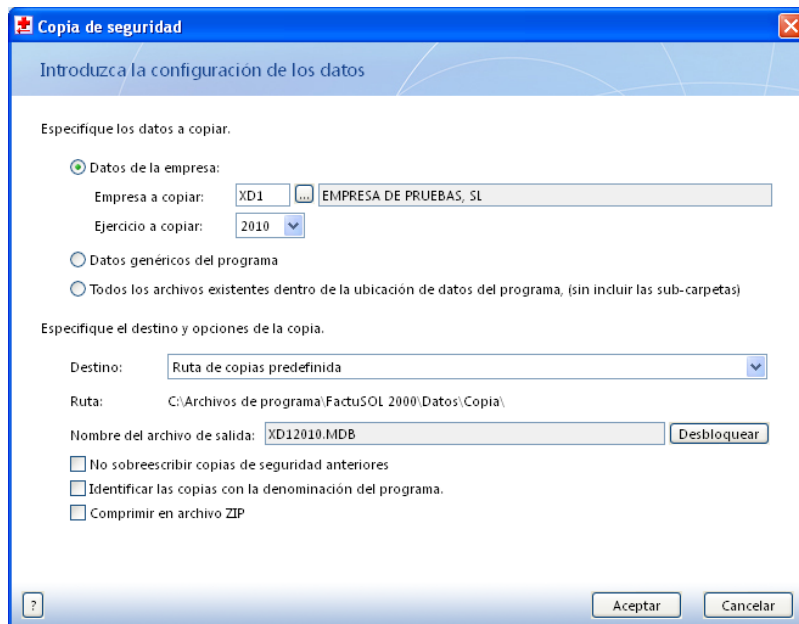 Copia de seguridad
Introduzca la configuración de los datos
Especifique los datos a copiar.
Datos de la empresa:
Empresa a copiar: XD1 ... EMPRESA DE PRUEBAS, SL
Ejercicio a copiar: 2010
Datos genéricos del programa
Todos los archivos existentes dentro de la ubicación de datos del programa, (sin incluir las sub-carpetas)
Especifique el destino y opciones de la copia.
Destino: Ruta de copias predefinida
Ruta: C:\Archivos de programa\FactuSOL 2000\Datos\Copia\
Nombre del archivo de salida: XD12010.MDB Desbloquear
No sobreescribir copias de seguridad anteriores
Identificar las copias con la denominación del programa.
Comprimir en archivo ZIP
? Aceptar Cancelar